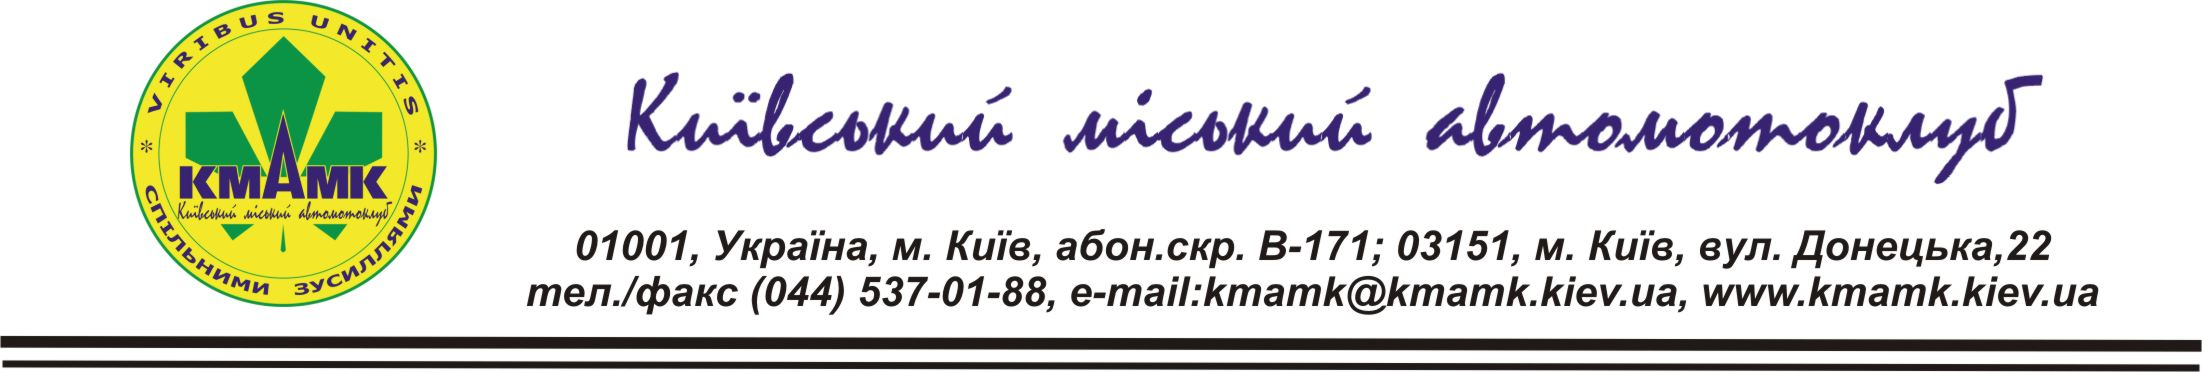 VIRIBUS UNITIS
КМАМК
Київський міський автомотоклуб
* СПІЛЬНИМИ ЗУСИЛЛЯМИ *
Київський міський автомотоклуб
01001, Україна, м. Київ, абон.скр. В-171; 03151, м. Київ, вул. Донецька,22
тел./факс (044) 537-01-88, e-mail:kmamk@kmamk.kiev.ua, www.kmamk.kiev.ua